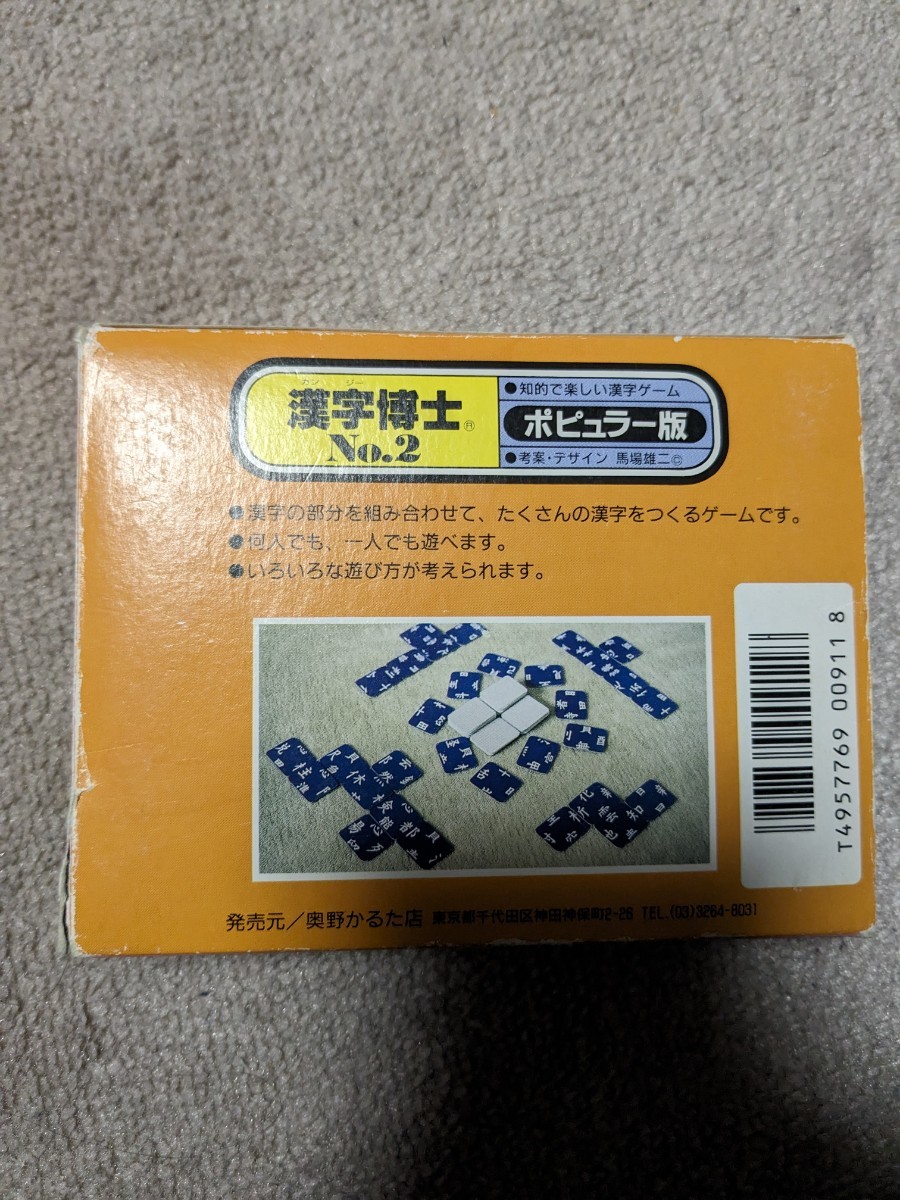 カン ジー
漢字博士®
No.2
●知的で楽しい漢字ゲーム
ポピュラー版
●考案・デザイン 馬場雄二©
●漢字の部分を組み合わせて、たくさんの漢字をつくるゲームです。
●何人でも、一人でも遊べます。
●いろいろな遊び方が考えられます。
T4957769 00911 8
発売元/奥野かるた店 東京都千代田区神田神保町2-26 TEL.(03)3264-8031